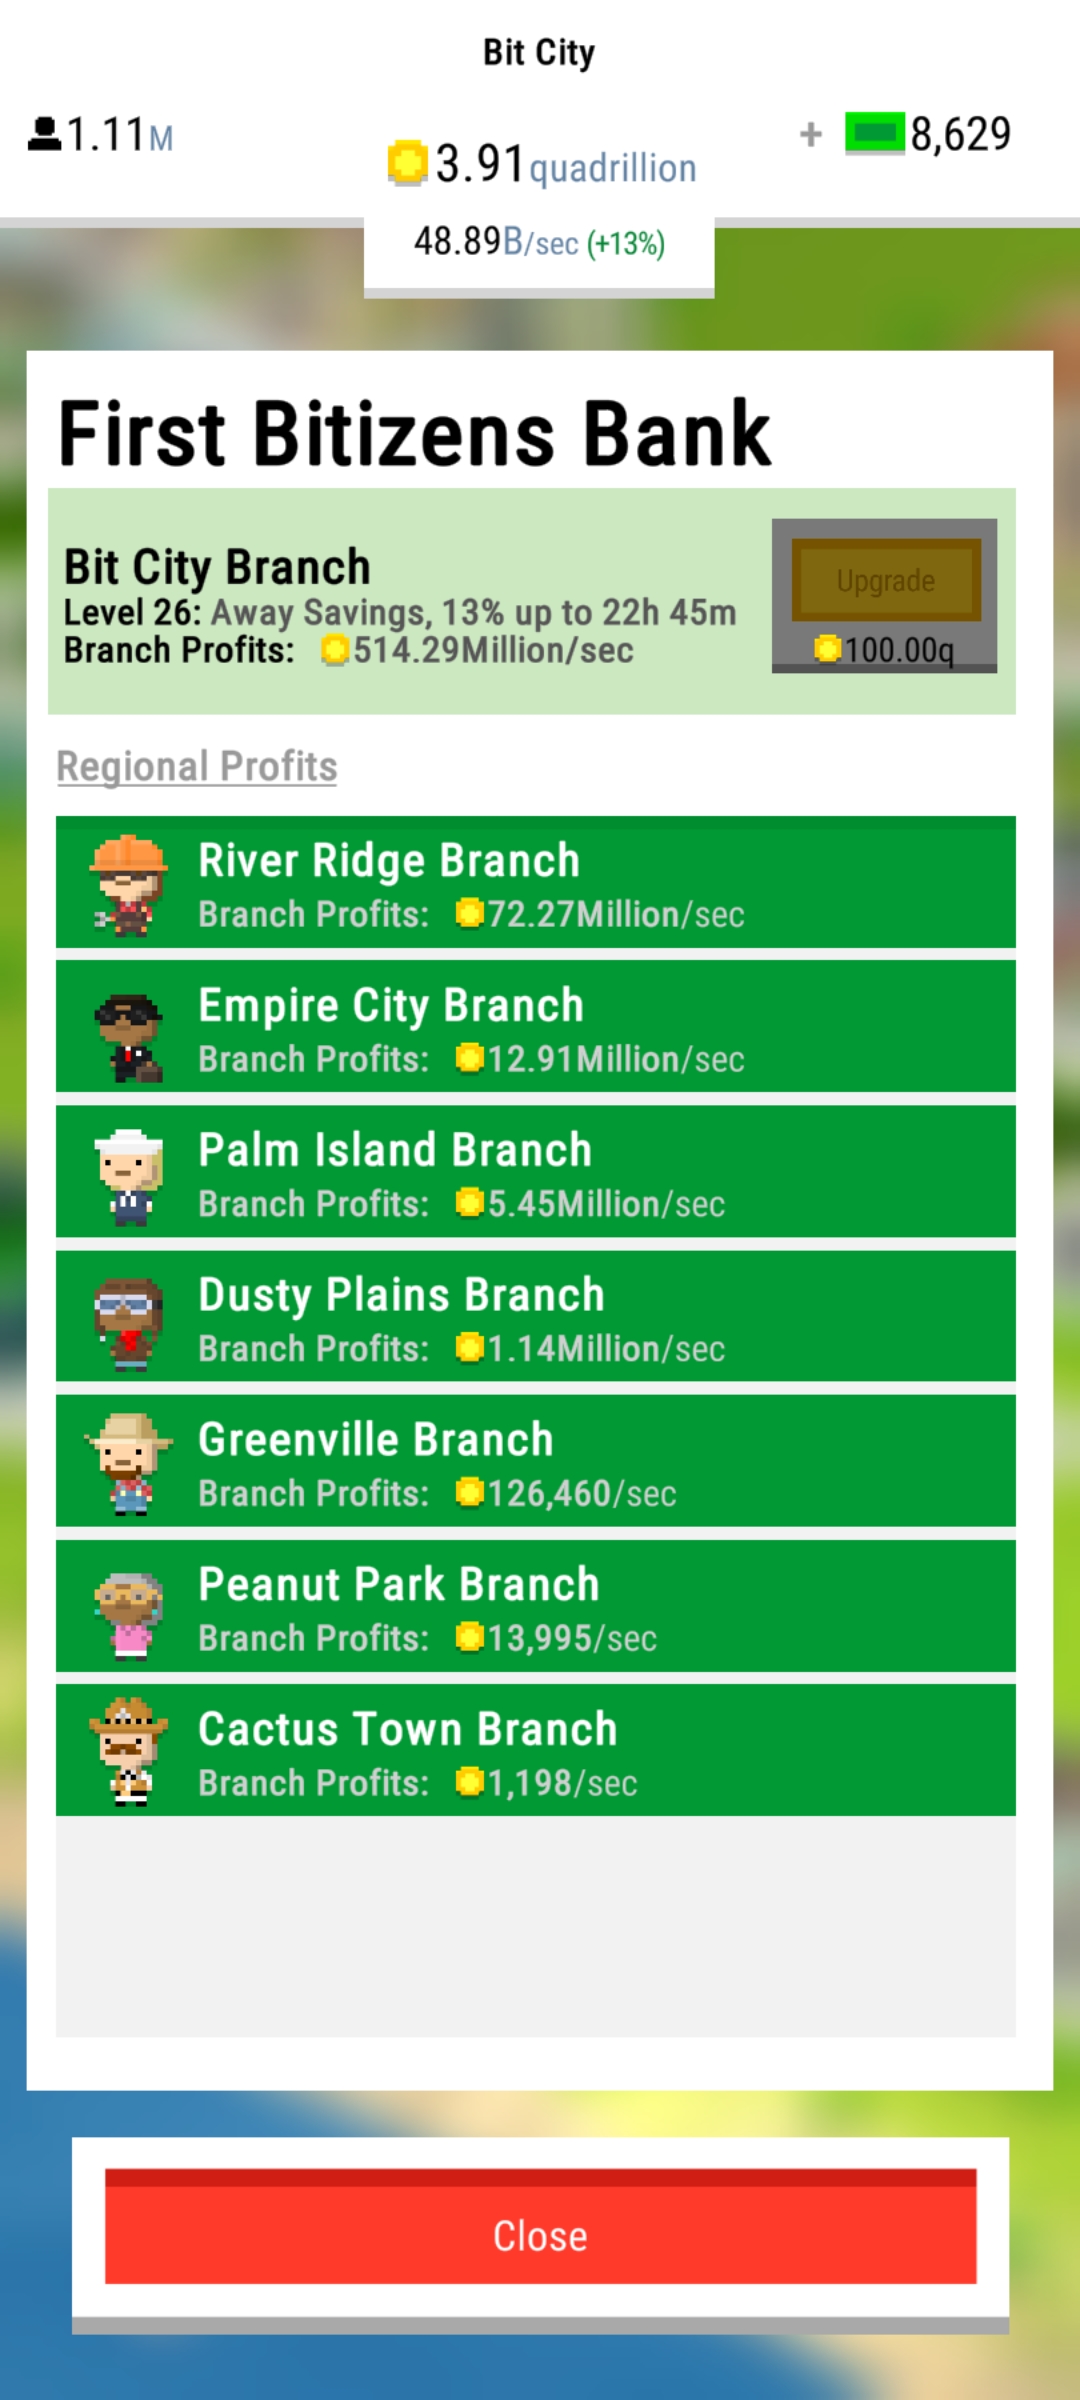 Bit City
1.11M
3.91quadrillion
+ 8,629
48.89B/sec (+13%)
First Bitizens Bank
Bit City Branch
Level 26: Away Savings, 13% up to 22h 45m
Branch Profits: 514.29Million/sec
Upgrade
100.00q
Regional Profits
River Ridge Branch
Branch Profits: 72.27Million/sec
Empire City Branch
Branch Profits: 12.91Million/sec
Palm Island Branch
Branch Profits: 5.45Million/sec
Dusty Plains Branch
Branch Profits: 1.14Million/sec
Greenville Branch
Branch Profits: 126,460/sec
Peanut Park Branch
Branch Profits: 13,995/sec
Cactus Town Branch
Branch Profits: 1,198/sec
Close